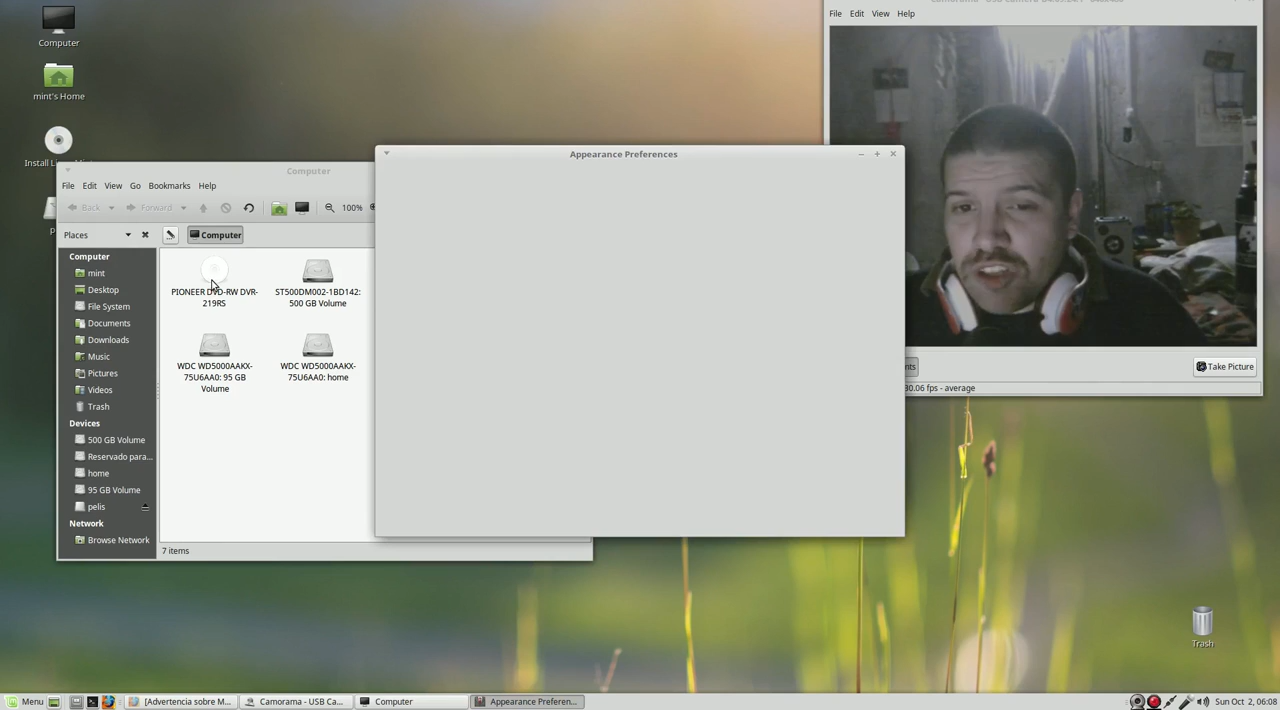 Computer
mint's Home
Install Li
File Edit View Help
Appearance Preferences
Computer
File Edit View Go Bookmarks Help
Back Forward 100%
Places Computer
Computer
mint
Desktop
File System
Documents
Downloads
Music
Pictures
Videos
Trash
Devices
500 GB Volume
Reservado para...
home
95 GB Volume
pelis
Network
Browse Network
PIONEER DVD-RW DVR-
219RS
ST500DM002-1BD142:
500 GB Volume
WDC WD5000AAKX-
75U6AA0: 95 GB
Volume
WDC WD5000AAKX-
75U6AA0: home
7 items
Take Picture
30.06 fps - average
Trash
Menu [Advertencia sobre M... Camorama - USB Ca... Computer Appearance Preferen... Sun Oct 2, 06:08